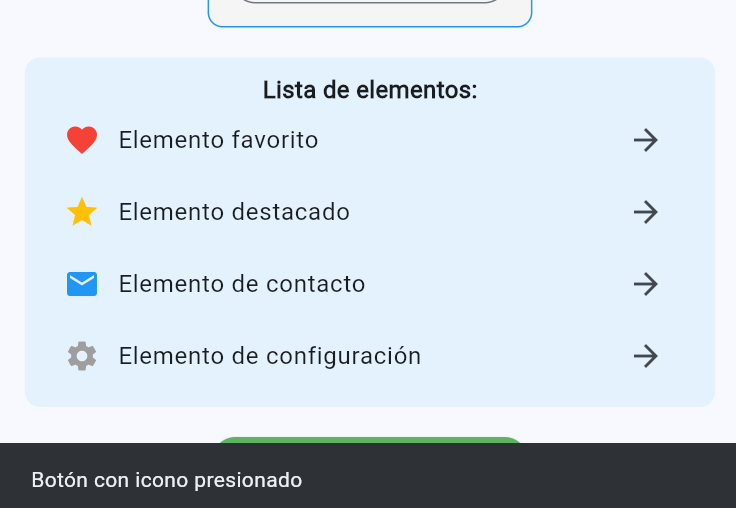 Lista de elementos:
Elemento favorito
Elemento destacado
Elemento de contacto
Elemento de configuración
Botón con icono presionado